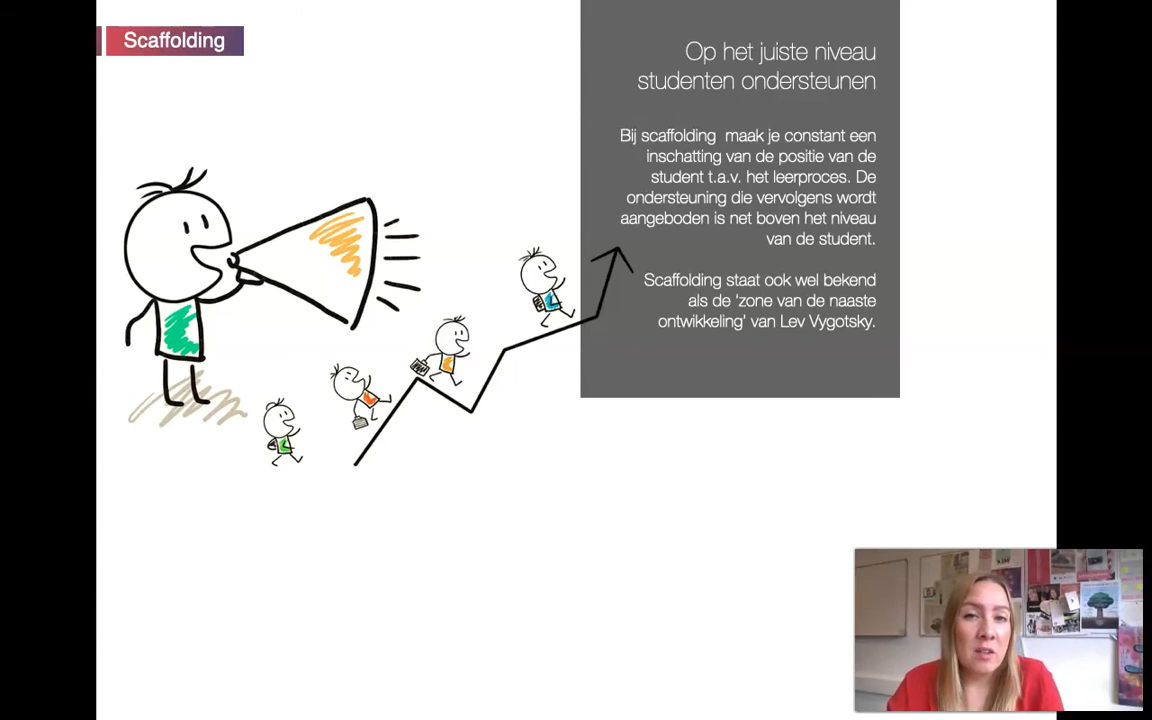 Scaffolding
Op het juiste niveau
studenten ondersteunen
Bij scaffolding maak je constant een
inschatting van de positie van de
student t.a.v. het leerproces. De
ondersteuning die vervolgens wordt
aangeboden is net boven het niveau
van de student.
Scaffolding staat ook wel bekend
als de 'zone van de naaste
ontwikkeling' van Lev Vygotsky.